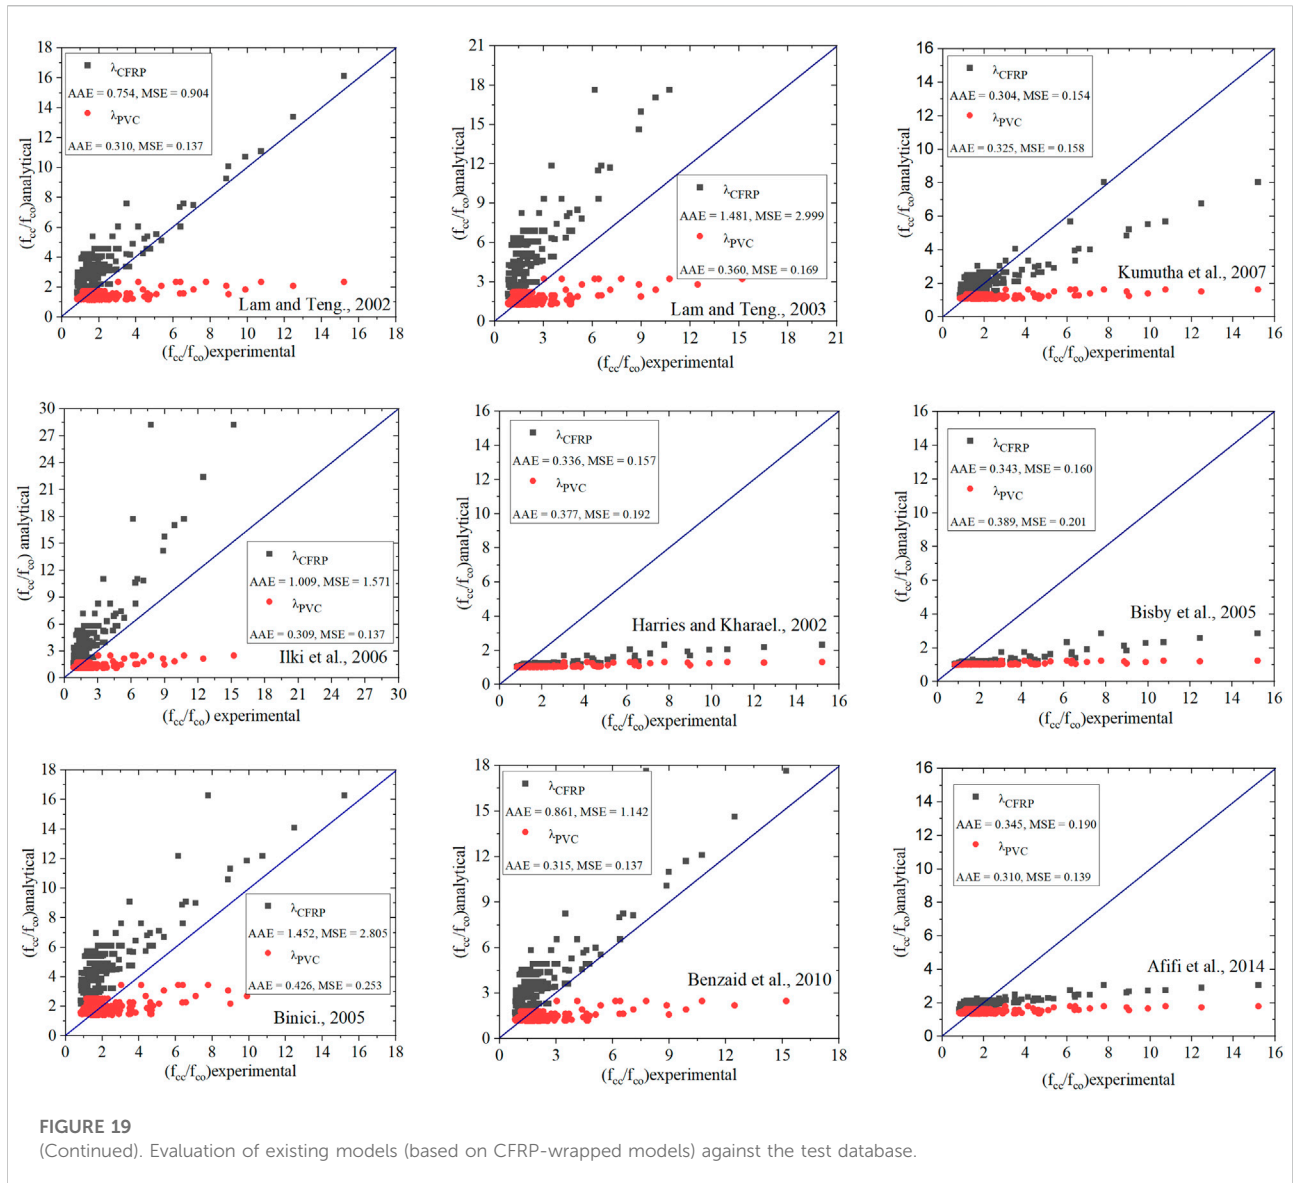 18
16
14
12
10
8
6
4
2
0
(fcc/fco)analytical
λCFRP
AAE = 0.754, MSE = 0.904
λPVC
AAE = 0.310, MSE = 0.137
Lam and Teng., 2002
0 2 4 6 8 10 12 14 16 18
(fcc/fco)experimental
21
18
15
12
9
6
3
0
(fcc/fco)analytical
λCFRP
AAE = 1.481, MSE = 2.999
λPVC
AAE = 0.360, MSE = 0.169
Lam and Teng., 2003
0 3 6 9 12 15 18 21
(fcc/fco)experimental
16
14
12
10
8
6
4
2
0
(fcc/fco)analytical
λCFRP
AAE = 0.304, MSE = 0.154
λPVC
AAE = 0.325, MSE = 0.158
Kumutha et al., 2007
0 2 4 6 8 10 12 14 16
(fcc/fco)experimental
30
27
24
21
18
15
12
9
6
3
0
(fcc/fco) analytical
λCFRP
AAE = 1.009, MSE = 1.571
λPVC
AAE = 0.309, MSE = 0.137
Ilki et al., 2006
0 3 6 9 12 15 18 21 24 27 30
(fcc/fco) experimental
16
14
12
10
8
6
4
2
0
(fcc/fco)analytical
λCFRP
AAE = 0.336, MSE = 0.157
λPVC
AAE = 0.377, MSE = 0.192
Harries and Kharael., 2002
0 2 4 6 8 10 12 14 16
(fcc/fco)experimental
16
14
12
10
8
6
4
2
0
(fcc/fco)analytical
λCFRP
AAE = 0.343, MSE = 0.160
λPVC
AAE = 0.389, MSE = 0.201
Bisby et al., 2005
0 2 4 6 8 10 12 14 16
(fcc/fco)experimental
18
16
14
12
10
8
6
4
2
0
(fcc/fco)analytical
λCFRP
AAE = 1.452, MSE = 2.805
λPVC
AAE = 0.426, MSE = 0.253
Binici., 2005
0 2 4 6 8 10 12 14 16 18
(fcc/fco)experimental
18
15
12
9
6
3
0
(fcc/fco)analytical
λCFRP
AAE = 0.861, MSE = 1.142
λPVC
AAE = 0.315, MSE = 0.137
Benzaid et al., 2010
0 3 6 9 12 15 18
(fcc/fco)experimental
16
14
12
10
8
6
4
2
0
(fcc/fco)analytical
λCFRP
AAE = 0.345, MSE = 0.190
λPVC
AAE = 0.310, MSE = 0.139
Afifi et al., 2014
0 2 4 6 8 10 12 14 16
(fcc/fco)experimental
FIGURE 19
(Continued). Evaluation of existing models (based on CFRP-wrapped models) against the test database.